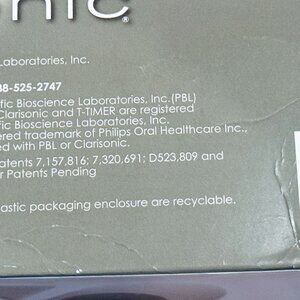 onic®
Laboratories, Inc.
88-525-2747
fic Bioscience Laboratories, Inc.(PBL)
Clarisonic and T-TIMER are registered
fic Bioscience Laboratories, Inc.
ered trademark of Philips Oral Healthcare Inc.,
ed with PBL or Clarisonic.
atents 7,157,816; 7,320,691; D523,809 and
r Patents Pending
astic packaging enclosure are recyclable.